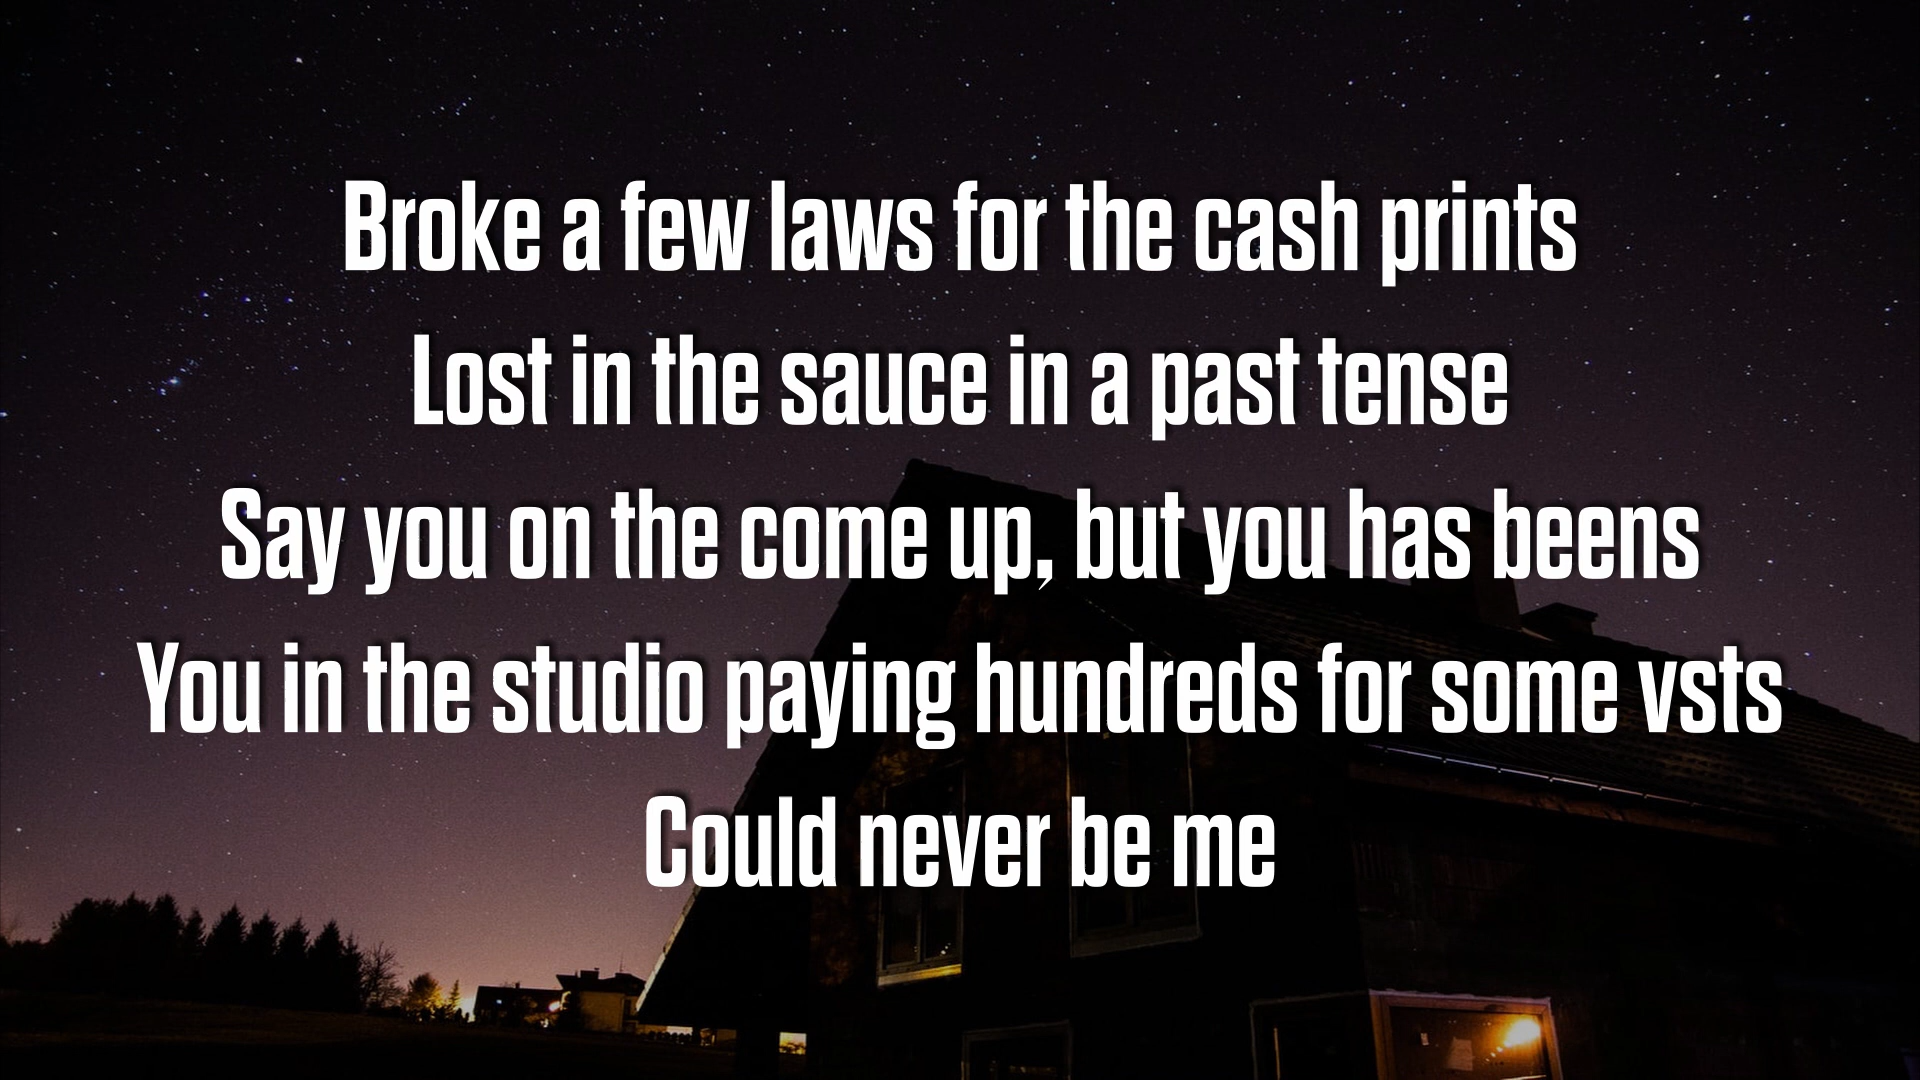 Broke a few laws for the cash prints
Lost in the sauce in a past tense
Say you on the come up, but you has beens
You in the studio paying hundreds for some vsts
Could never be me